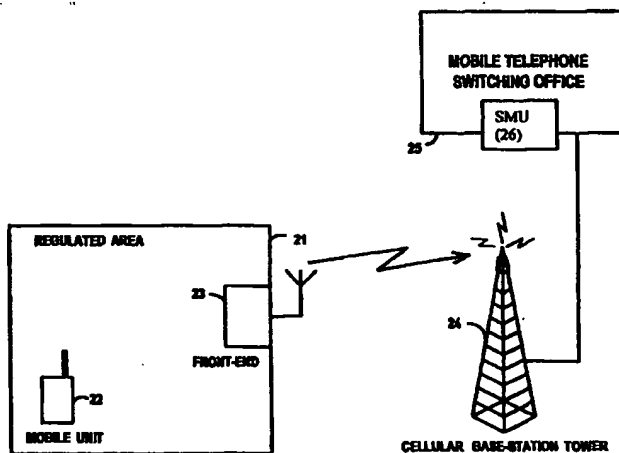 MOBILE TELEPHONE
SWITCHING OFFICE
SMU
(26)
25
REGULATED AREA
21
23
FRONT-END
24
22
MOBILE UNIT
CELLULAR BASE-STATION TOWER